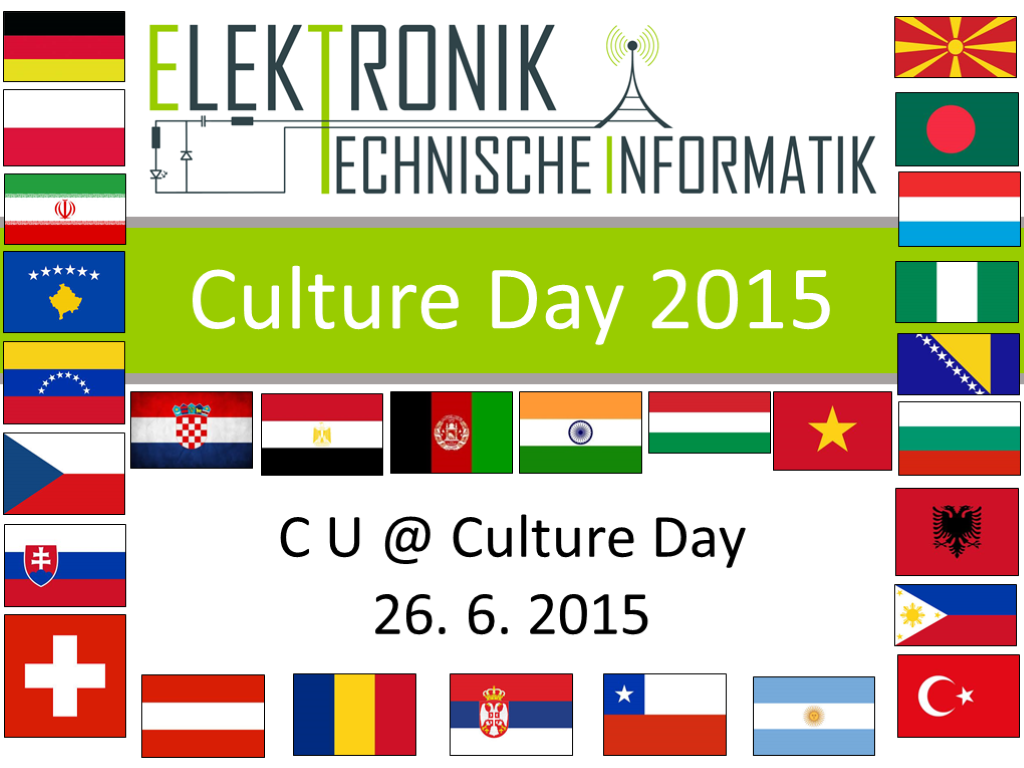 ELEKTRONIK
TECHNISCHE INFORMATIK
Culture Day 2015
C U @ Culture Day
26. 6. 2015